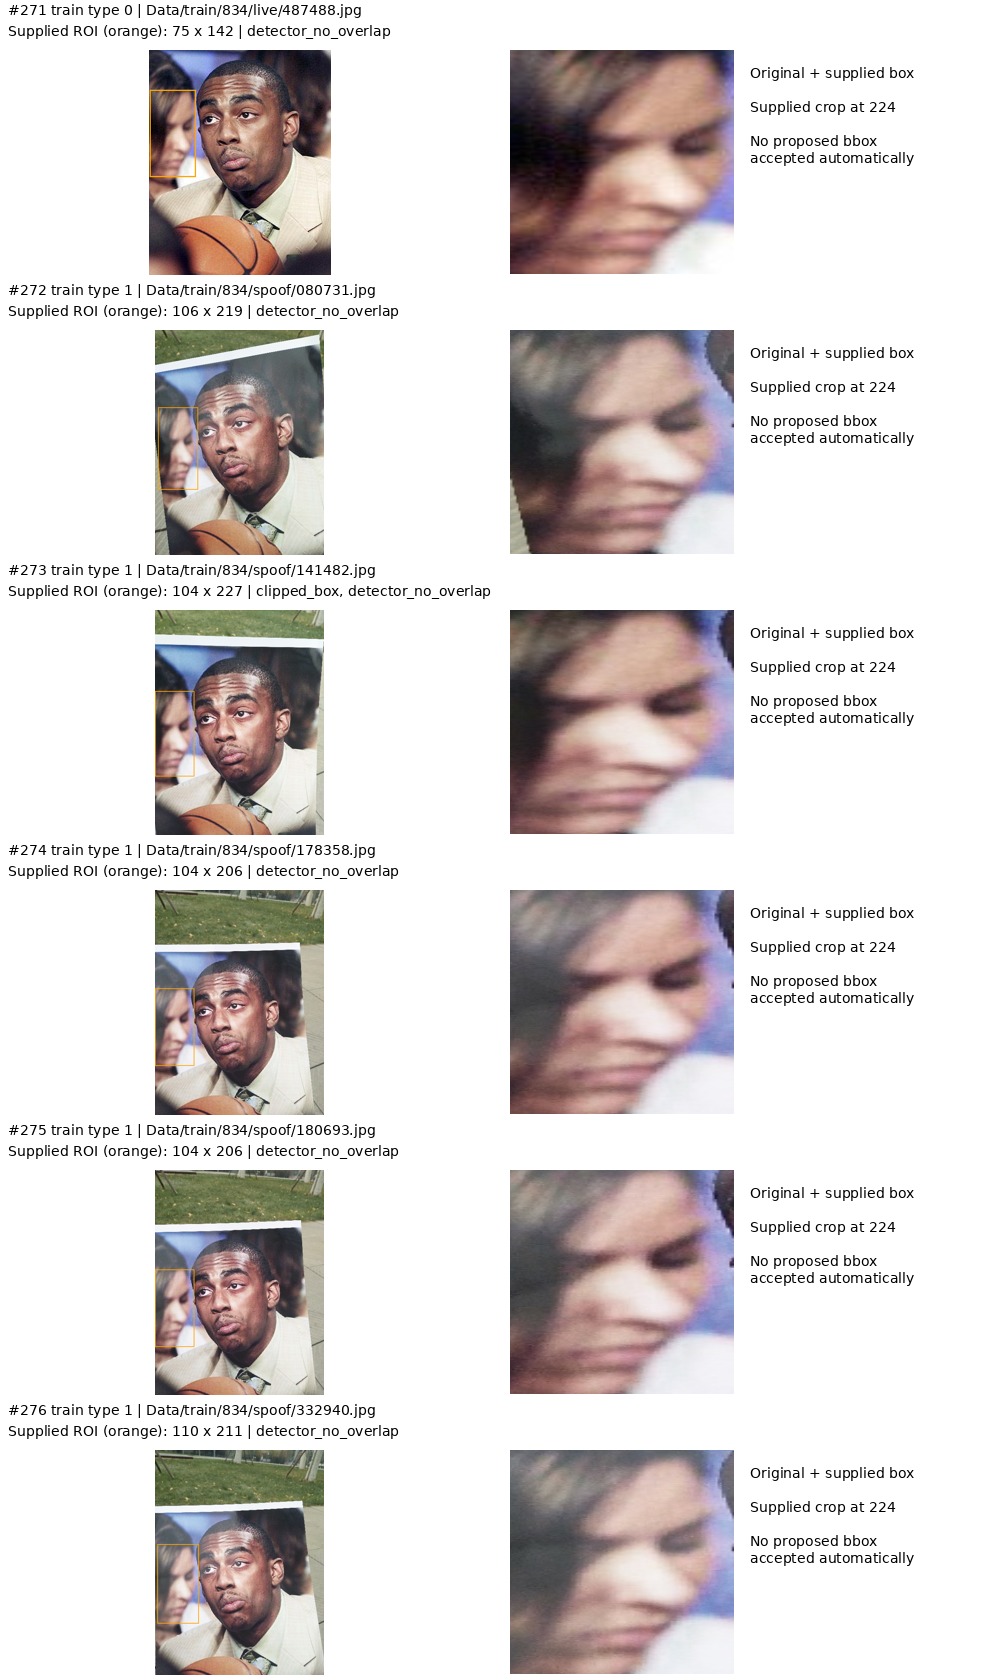 #271 train type 0 | Data/train/834/live/487488.jpg
Supplied ROI (orange): 75 x 142 | detector_no_overlap
Original + supplied box
Supplied crop at 224
No proposed bbox
accepted automatically
#272 train type 1 | Data/train/834/spoof/080731.jpg
Supplied ROI (orange): 106 x 219 | detector_no_overlap
Original + supplied box
Supplied crop at 224
No proposed bbox
accepted automatically
#273 train type 1 | Data/train/834/spoof/141482.jpg
Supplied ROI (orange): 104 x 227 | clipped_box, detector_no_overlap
Original + supplied box
Supplied crop at 224
No proposed bbox
accepted automatically
#274 train type 1 | Data/train/834/spoof/178358.jpg
Supplied ROI (orange): 104 x 206 | detector_no_overlap
Original + supplied box
Supplied crop at 224
No proposed bbox
accepted automatically
#275 train type 1 | Data/train/834/spoof/180693.jpg
Supplied ROI (orange): 104 x 206 | detector_no_overlap
Original + supplied box
Supplied crop at 224
No proposed bbox
accepted automatically
#276 train type 1 | Data/train/834/spoof/332940.jpg
Supplied ROI (orange): 110 x 211 | detector_no_overlap
Original + supplied box
Supplied crop at 224
No proposed bbox
accepted automatically